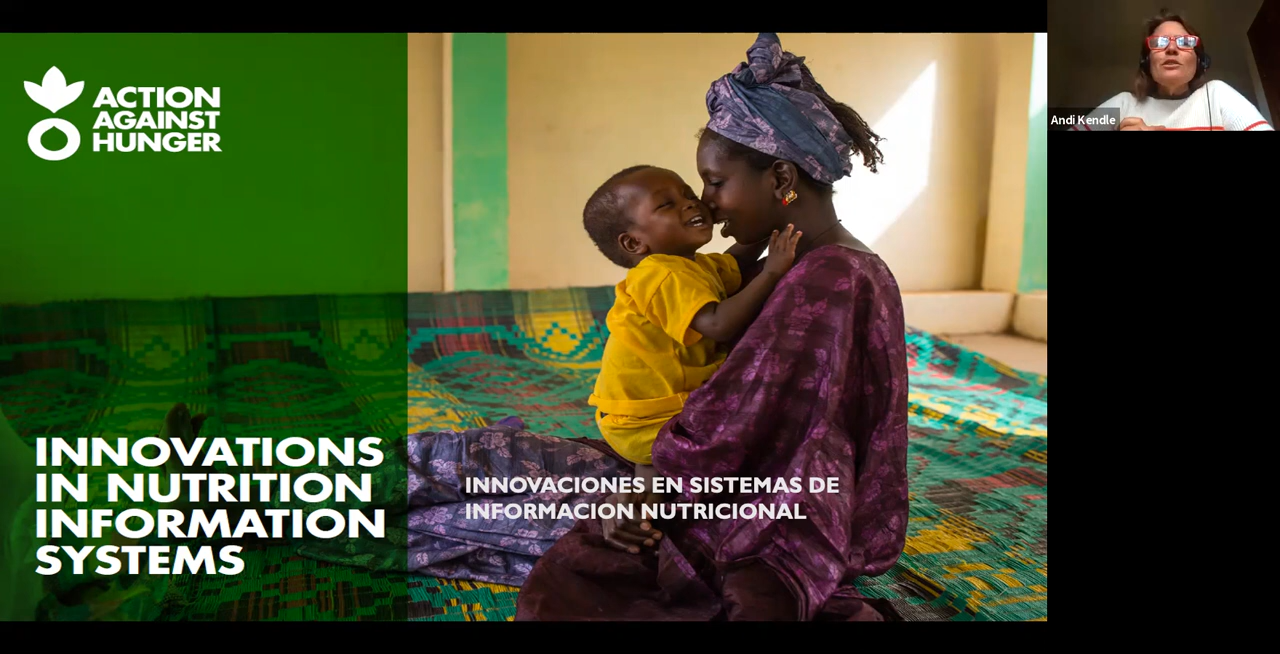 ACTION
AGAINST
HUNGER
Andi Kendle
INNOVATIONS
IN NUTRITION
INFORMATION
SYSTEMS
INNOVACIONES EN SISTEMAS DE
INFORMACION NUTRICIONAL